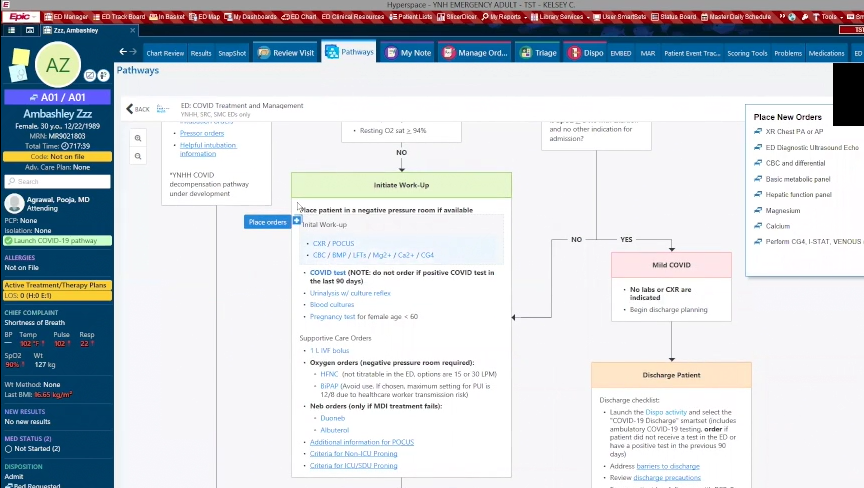 Hyperspace - YNH EMERGENCY ADULT - TST - KELSEY C.
Epic ED Manager ED Track Board In Basket ED Map My Dashboards ED Chart ED Clinical Resources Patient Lists SlicerDicer My Reports Library Services User SmartSets Status Board Master Daily Schedule Tools
TST
Zzz, Ambashley
Chart Review Results SnapShot Review Visit Pathways My Note Manage Ord... Triage Dispo EMBED MAR Patient Event Trac... Scoring Tools Problems Medications ED
AZ
A01 / A01
Ambashley Zzz
Female, 30 y.o., 12/22/1989
MRN: MR9021803
Total Time: 717:39
Code: Not on file
Adv. Care Plan: None
Search
Agrawal, Pooja, MD
Attending
PCP: None
Isolation: None
Launch COVID-19 pathway
ALLERGIES
Not on File
Active Treatment/Therapy Plans
LOS: 0 (H:0 E:1)
CHIEF COMPLAINT
Shortness of Breath
BP Temp Pulse Resp
— 102 °F 102 22
SpO2 Wt
90% 127 kg
Wt Method: None
Last BMI: 16.65 kg/m²
NEW RESULTS
No new results
MED STATUS (2)
Not Started (2)
DISPOSITION
Admit
Bed Requested
Pathways
BACK
ED: COVID Treatment and Management
YNHH, SRC, SMC EDs only
Pressor orders
Helpful intubation information
*YNHH COVID
decompensation pathway
under development
Resting O2 sat ≥ 94%
NO
and no other indication for
admission?
Initiate Work-Up
Place patient in a negative pressure room if available
Place orders
Inital Work-up
CXR / POCUS
CBC / BMP / LFTs / Mg2+ / Ca2+ / CG4
COVID test (NOTE: do not order if positive COVID test in
the last 90 days)
Urinalysis w/ culture reflex
Blood cultures
Pregnancy test for female age < 60
Supportive Care Orders
1 L IVF bolus
Oxygen orders (negative pressure room required):
HFNC (not titratable in the ED, options are 15 or 30 LPM)
BiPAP (Avoid use. If chosen, maximum setting for PUI is
12/8 due to healthcare worker transmission risk)
Neb orders (only if MDI treatment fails):
Duoneb
Albuterol
Additional information for POCUS
Criteria for Non-ICU Proning
Criteria for ICU/SDU Proning
NO YES
Mild COVID
No labs or CXR are
indicated
Begin discharge planning
Discharge Patient
Discharge checklist:
Launch the Dispo activity and select the
"COVID-19 Discharge" smartset (includes
ambulatory COVID-19 testing, order if
patient did not receive a test in the ED or
have a positive test in the previous 90
days)
Address barriers to discharge
Review discharge precautions
Place New Orders
XR Chest PA or AP
ED Diagnostic Ultrasound Echo
CBC and differential
Basic metabolic panel
Hepatic function panel
Magnesium
Calcium
Perform CG4, I-STAT, VENOUS